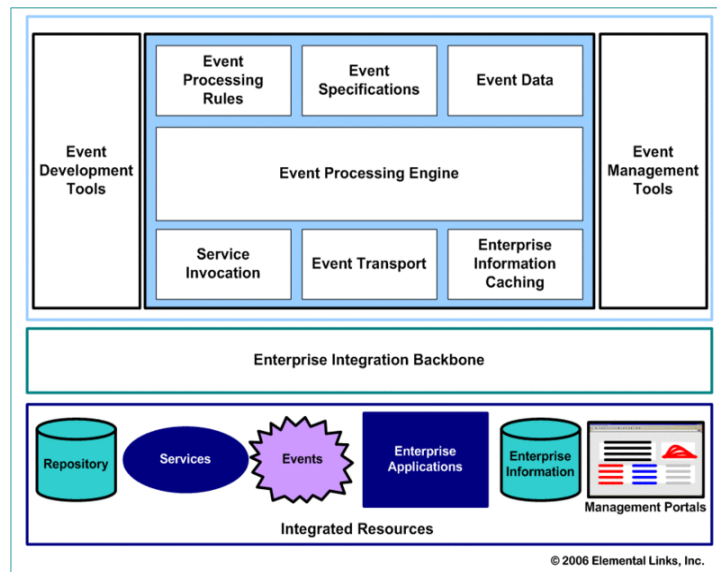 Event
Processing
Rules
Event
Specifications
Event Data
Event
Development
Tools
Event Processing Engine
Event
Management
Tools
Service
Invocation
Event Transport
Enterprise
Information
Caching
Enterprise Integration Backbone
Repository
Services
Events
Enterprise
Applications
Enterprise
Information
Management Portals
Integrated Resources
© 2006 Elemental Links, Inc.